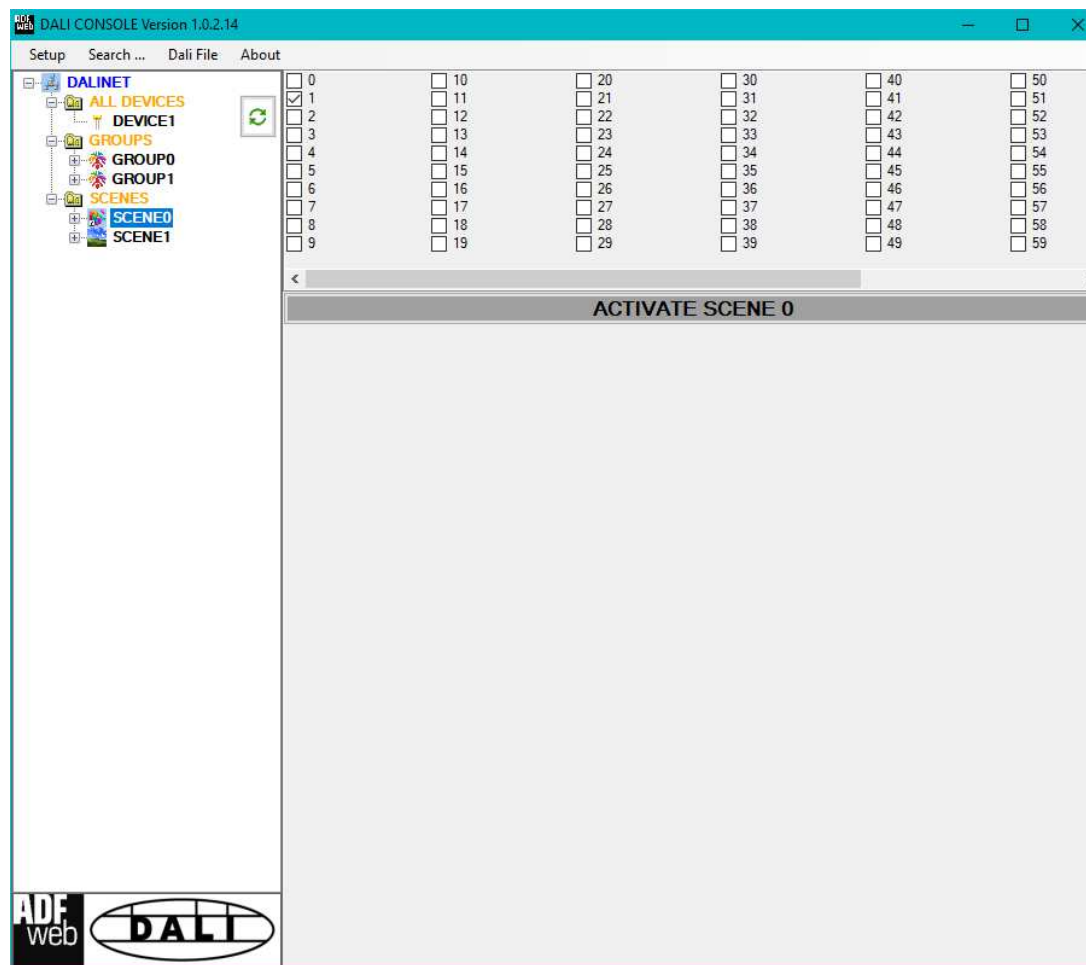 DALI CONSOLE Version 1.0.2.14
Setup Search ... Dali File About
DALINET
ALL DEVICES
DEVICE1
GROUPS
GROUP0
GROUP1
SCENES
SCENE0
SCENE1
0 10 20 30 40 50
1 11 21 31 41 51
2 12 22 32 42 52
3 13 23 33 43 53
4 14 24 34 44 54
5 15 25 35 45 55
6 16 26 36 46 56
7 17 27 37 47 57
8 18 28 38 48 58
9 19 29 39 49 59
ACTIVATE SCENE 0
ADF
web
DALI